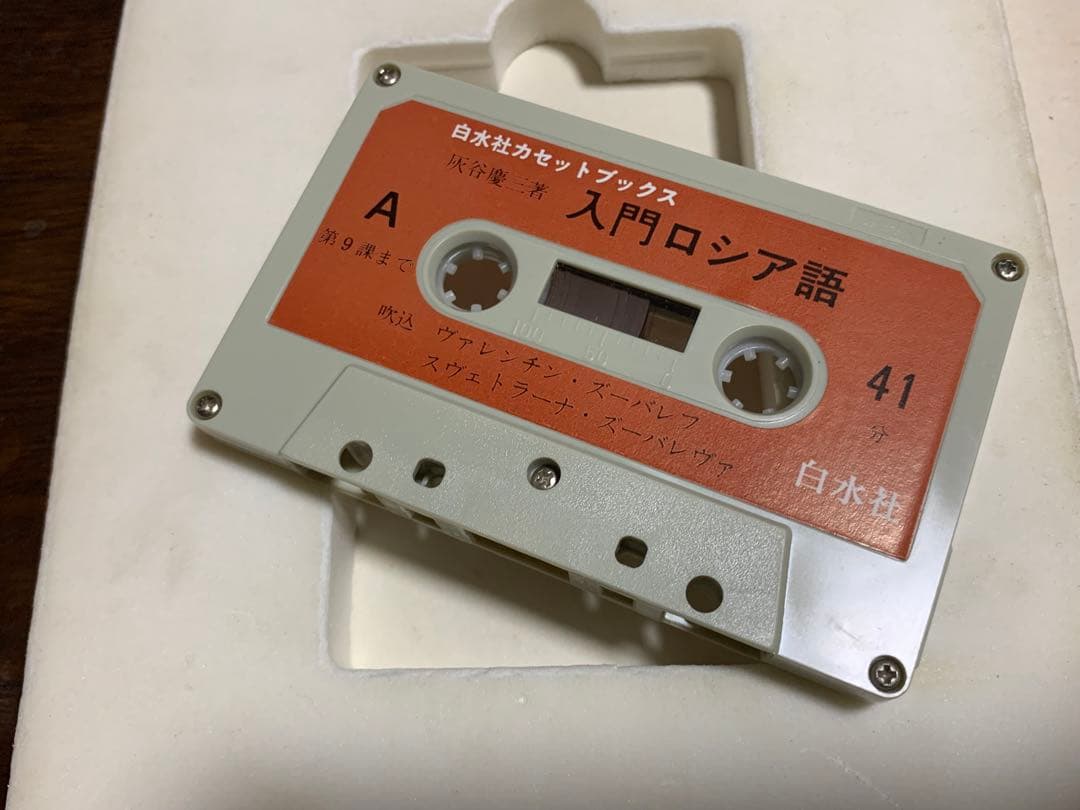 白水社カセットブックス
灰谷慶三著 入門ロシア語
A
第9課まで
吹込 ヴァレンチン・ズーバレフ
スヴェトラーナ・ズーバレヴァ
41
分
白水社
100 50